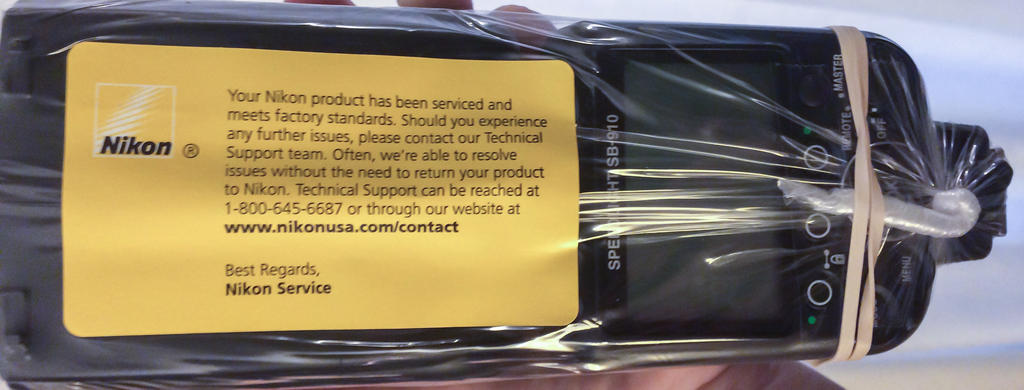 Nikon ®
Your Nikon product has been serviced and
meets factory standards. Should you experience
any further issues, please contact our Technical
Support team. Often, we're able to resolve
issues without the need to return your product
to Nikon. Technical Support can be reached at
1-800-645-6687 or through our website at
www.nikonusa.com/contact
Best Regards,
Nikon Service
SB-910
MASTER
OFF
MENU